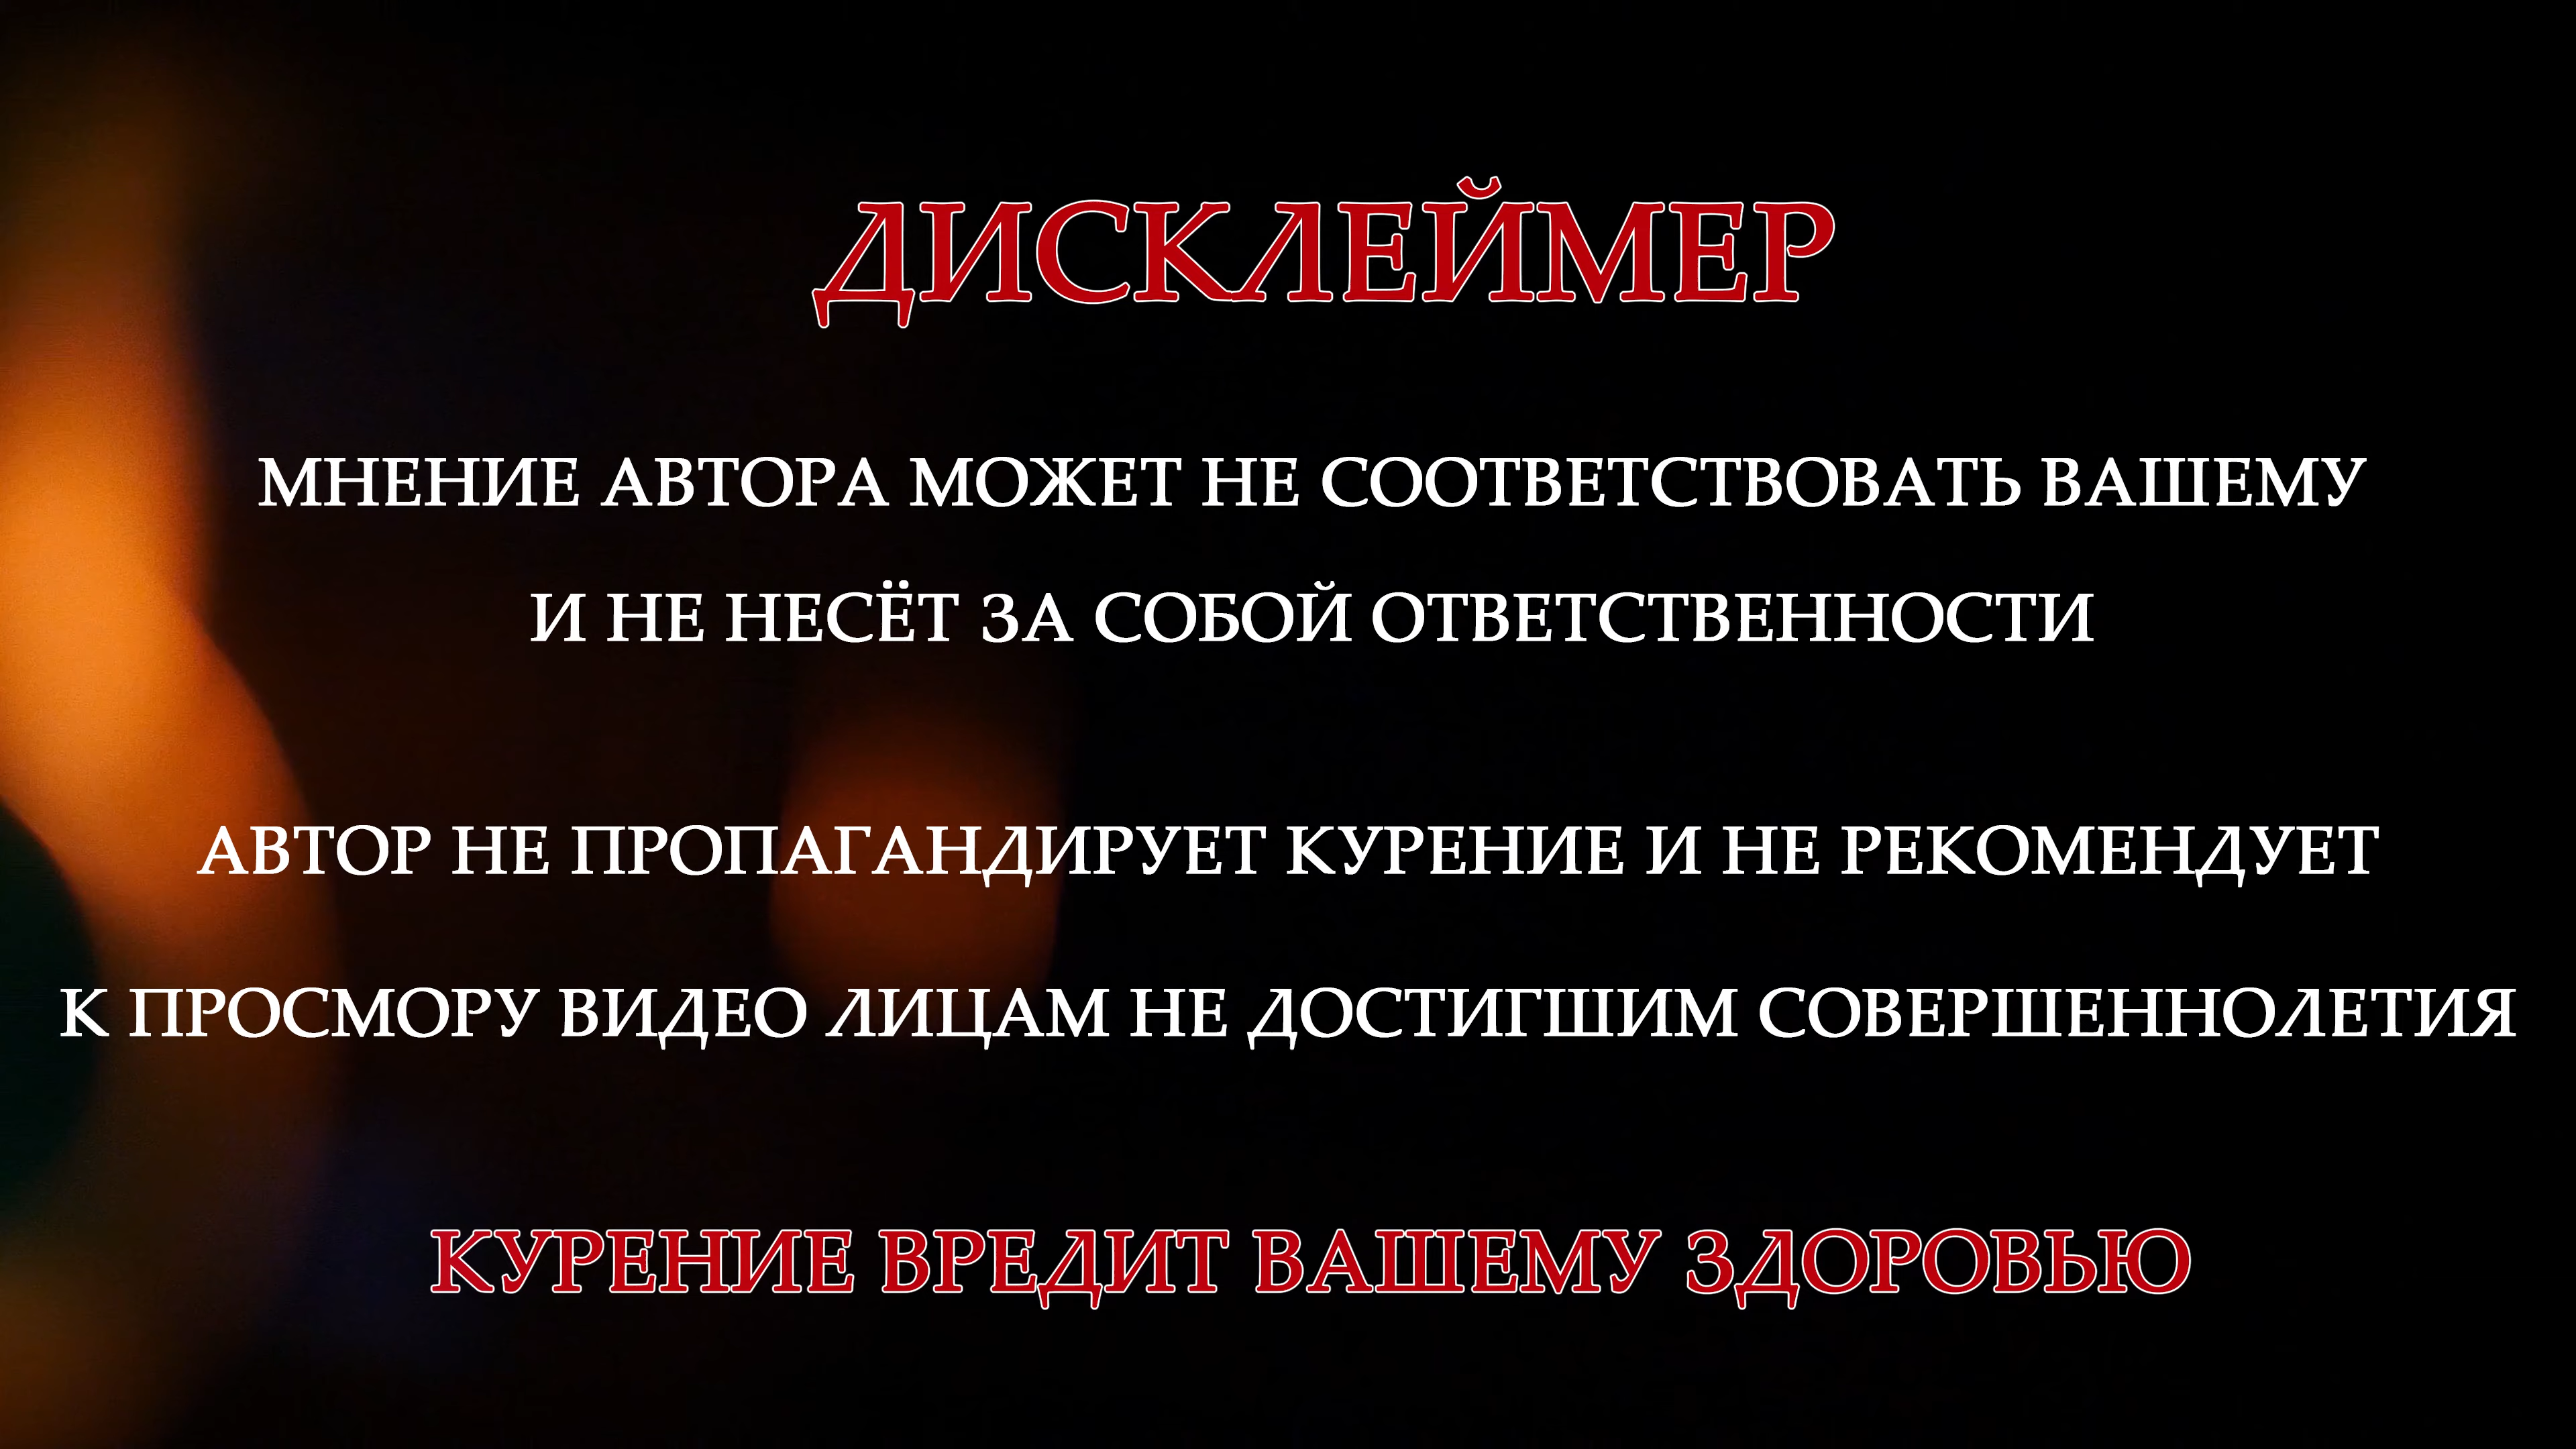 ДИСКЛЕЙМЕР
МНЕНИЕ АВТОРА МОЖЕТ НЕ СООТВЕТСТВОВАТЬ ВАШЕМУ
И НЕ НЕСЁТ ЗА СОБОЙ ОТВЕТСТВЕННОСТИ
АВТОР НЕ ПРОПАГАНДИРУЕТ КУРЕНИЕ И НЕ РЕКОМЕНДУЕТ
К ПРОСМОРУ ВИДЕО ЛИЦАМ НЕ ДОСТИГШИМ СОВЕРШЕННОЛЕТИЯ
КУРЕНИЕ ВРЕДИТ ВАШЕМУ ЗДОРОВЬЮ